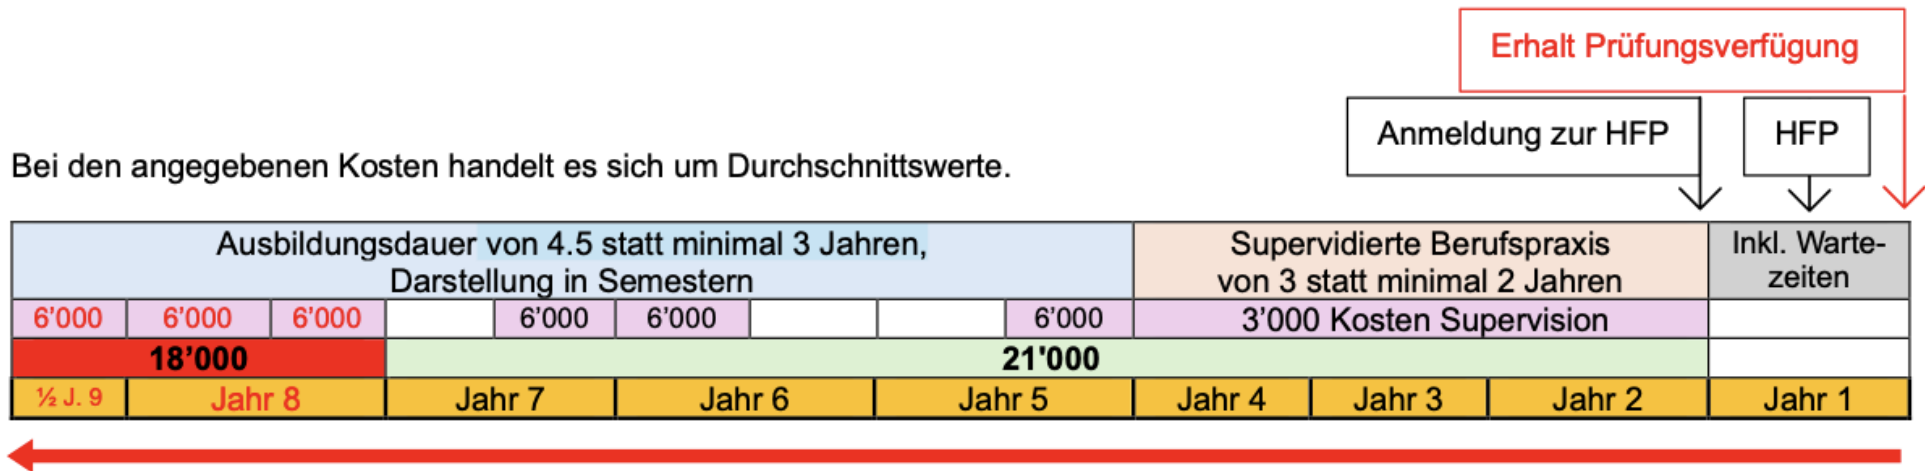 Erhalt Prüfungsverfügung
Anmeldung zur HFP
HFP
Bei den angegebenen Kosten handelt es sich um Durchschnittswerte.
Ausbildungsdauer von 4.5 statt minimal 3 Jahren,
Darstellung in Semestern
Supervidierte Berufspraxis
von 3 statt minimal 2 Jahren
Inkl. Warte-
zeiten
6’000 6’000 6’000 6’000 6’000 6’000 3’000 Kosten Supervision
18’000 21'000
½ J. 9 Jahr 8 Jahr 7 Jahr 6 Jahr 5 Jahr 4 Jahr 3 Jahr 2 Jahr 1